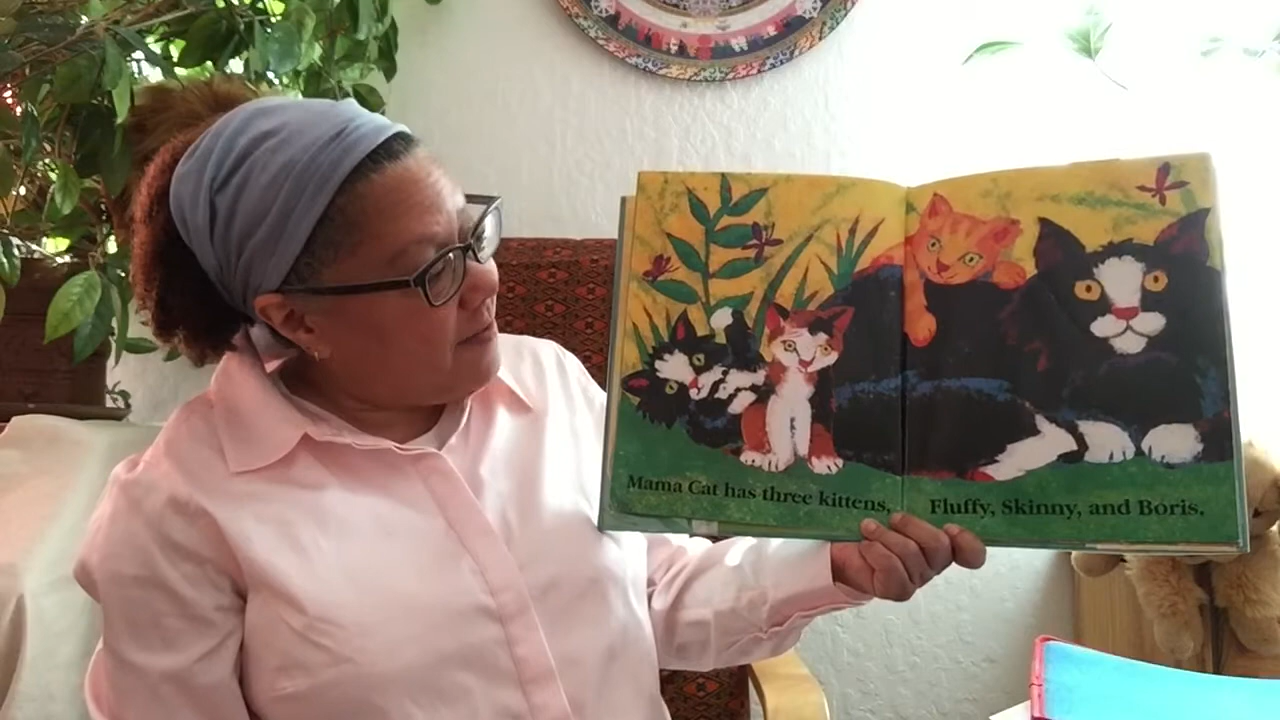 Mama Cat has three kittens,
Fluffy, Skinny, and Boris.